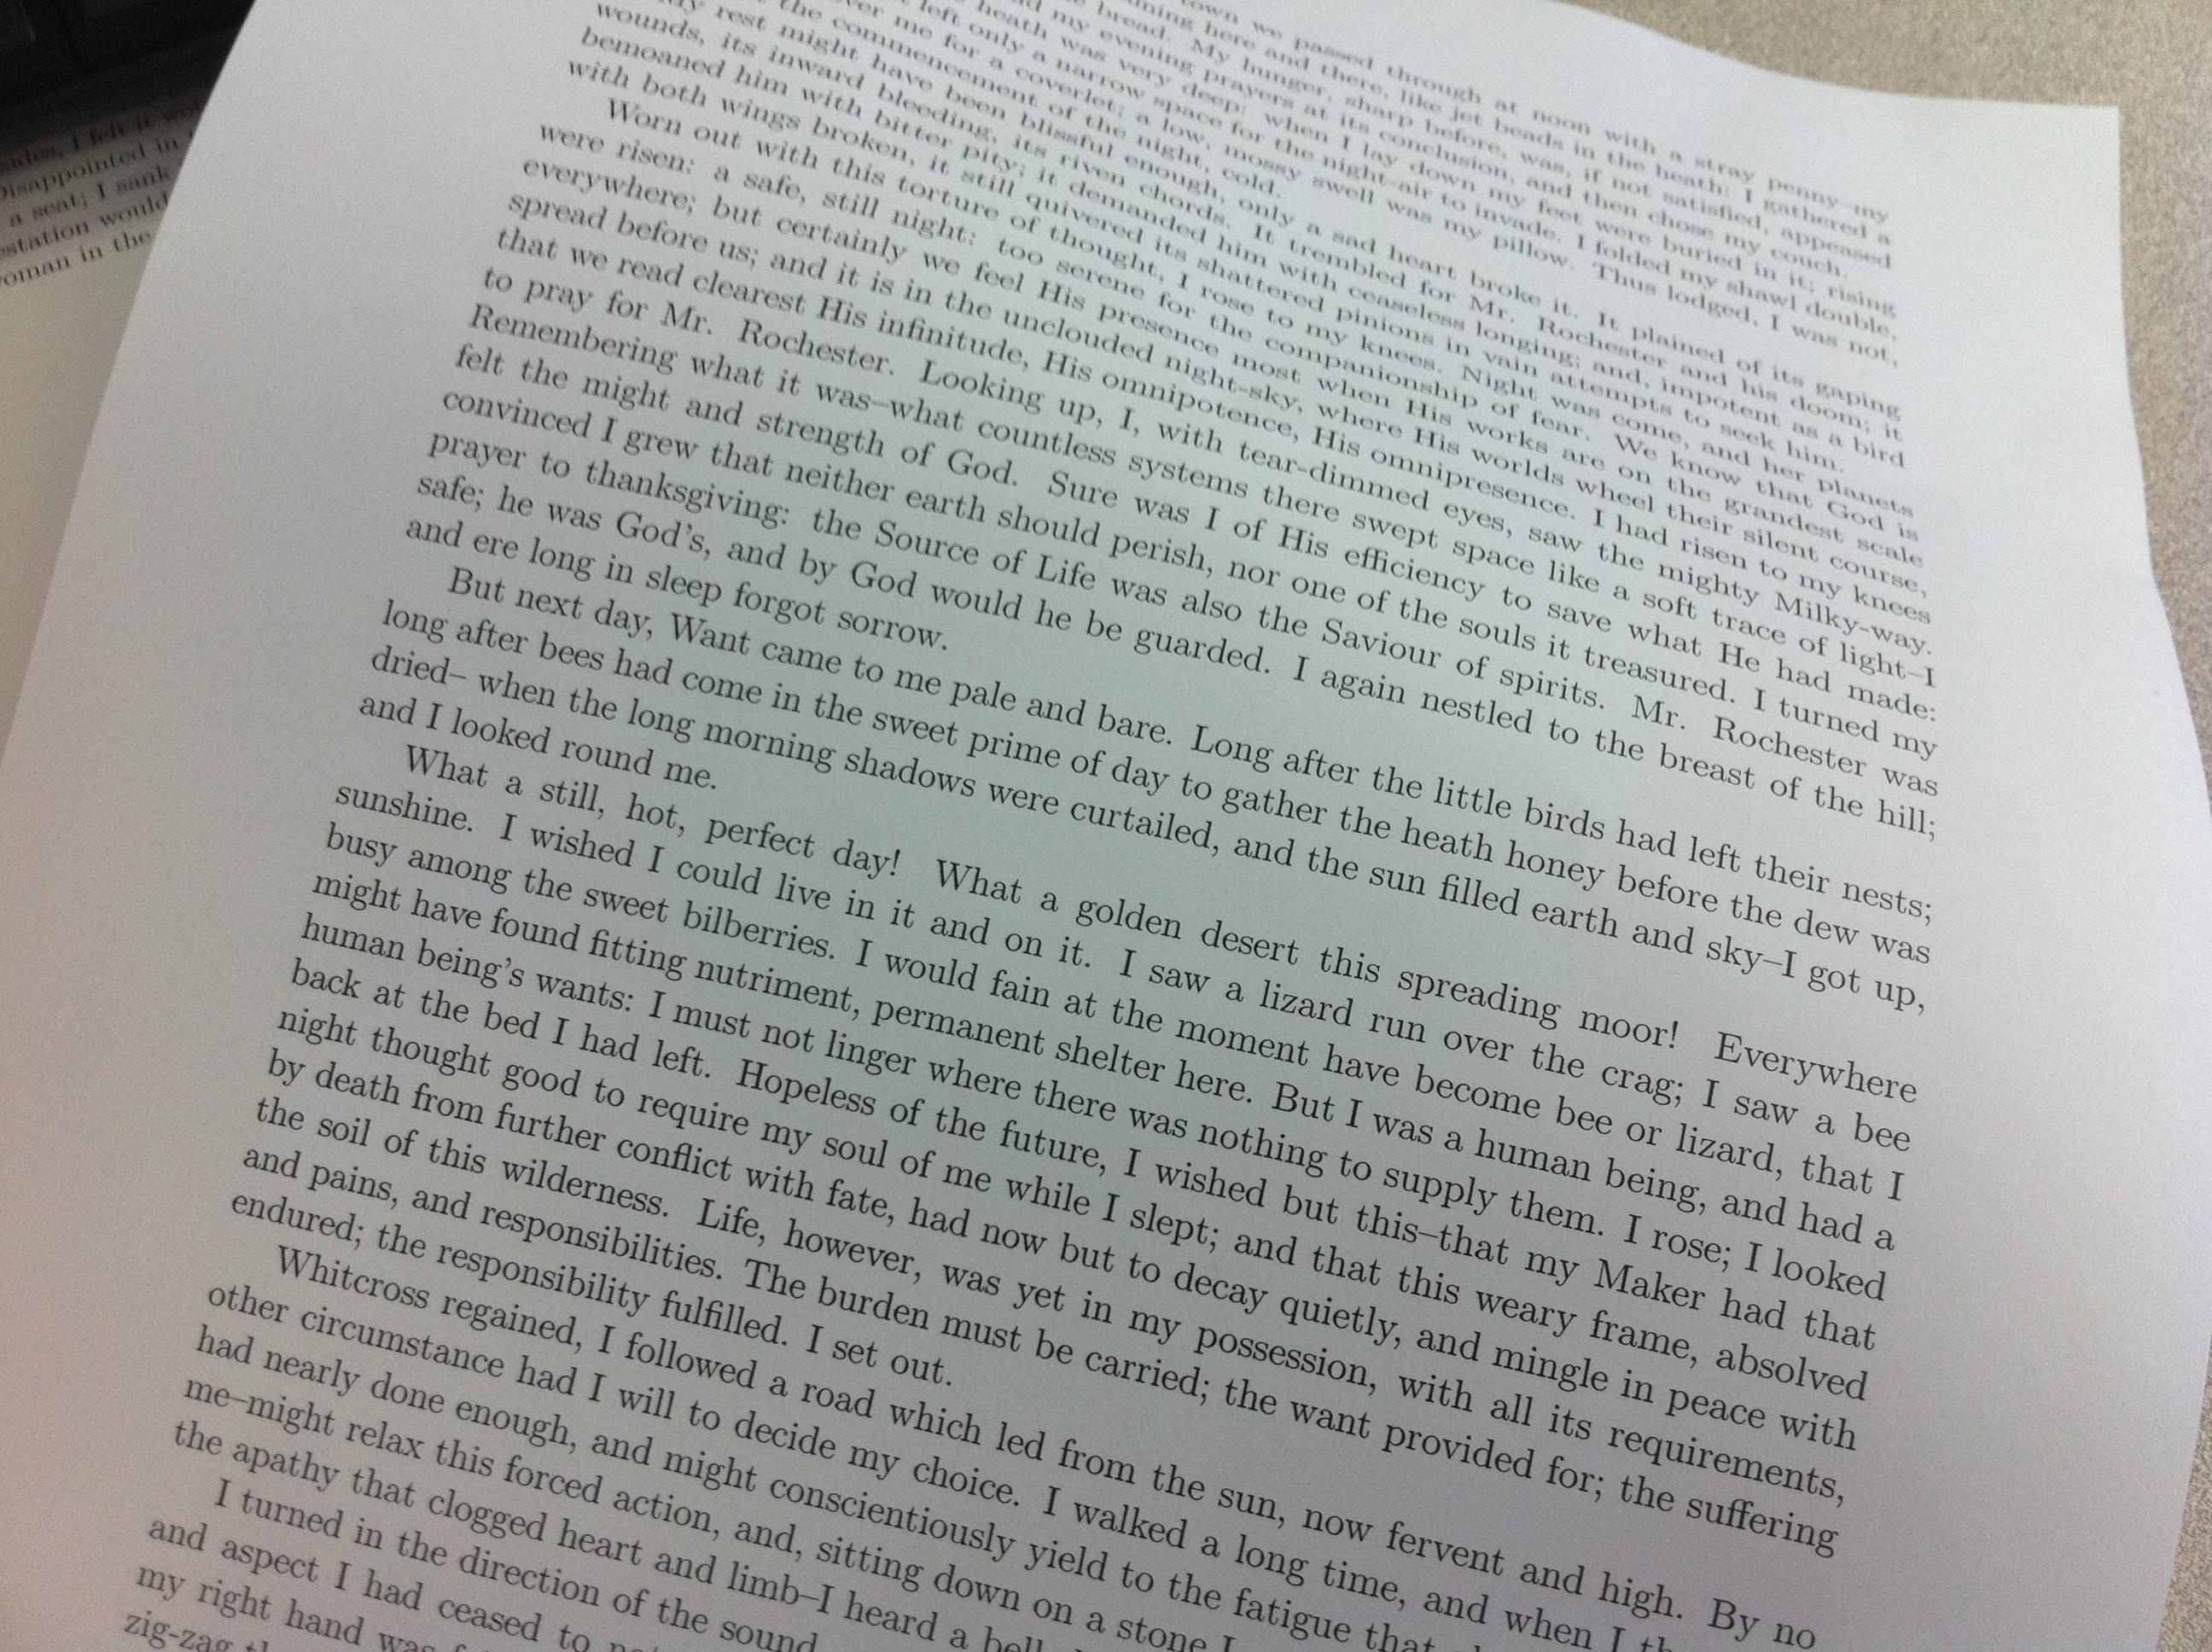 sides, I felt it
Disappointed in
a seat; I sank
would
woman in the
town we passed through at noon with a stray penny–my
here and there, like jet beads in the heath: I gathered a
bread. My hunger, sharp before, was, if not satisfied, appeased
my evening prayers at its conclusion, and then chose my couch.
heath was very deep: when I lay down my feet were buried in it; rising
left only a narrow space for the night-air to invade. I folded my shawl double,
me for a coverlet; a low, mossy swell was my pillow. Thus lodged, I was not,
the commencement of the night, cold.
rest might have been blissful enough, only a sad heart broke it. It plained of its gaping
wounds, its inward bleeding, its riven chords. It trembled for Mr. Rochester and his doom; it
bemoaned him with bitter pity; it demanded him with ceaseless longing; and, impotent as a bird
with both wings broken, it still quivered its shattered pinions in vain attempts to seek him.
Worn out with this torture of thought, I rose to my knees. Night was come, and her planets
were risen: a safe, still night: too serene for the companionship of fear. We know that God is
everywhere; but certainly we feel His presence most when His works are on the grandest scale
spread before us; and it is in the unclouded night-sky, where His worlds wheel their silent course,
that we read clearest His infinitude, His omnipotence, His omnipresence. I had risen to my knees
to pray for Mr. Rochester. Looking up, I, with tear-dimmed eyes, saw the mighty Milky-way.
Remembering what it was–what countless systems there swept space like a soft trace of light–I
felt the might and strength of God. Sure was I of His efficiency to save what He had made:
convinced I grew that neither earth should perish, nor one of the souls it treasured. I turned my
prayer to thanksgiving: the Source of Life was also the Saviour of spirits. Mr. Rochester was
safe; he was God's, and by God would he be guarded. I again nestled to the breast of the hill;
and ere long in sleep forgot sorrow.
But next day, Want came to me pale and bare. Long after the little birds had left their nests;
long after bees had come in the sweet prime of day to gather the heath honey before the dew was
dried– when the long morning shadows were curtailed, and the sun filled earth and sky–I got up,
and I looked round me.
What a still, hot, perfect day! What a golden desert this spreading moor! Everywhere
sunshine. I wished I could live in it and on it. I saw a lizard run over the crag; I saw a bee
busy among the sweet bilberries. I would fain at the moment have become bee or lizard, that I
might have found fitting nutriment, permanent shelter here. But I was a human being, and had a
human being's wants: I must not linger where there was nothing to supply them. I rose; I looked
back at the bed I had left. Hopeless of the future, I wished but this–that my Maker had that
night thought good to require my soul of me while I slept; and that this weary frame, absolved
by death from further conflict with fate, had now but to decay quietly, and mingle in peace with
the soil of this wilderness. Life, however, was yet in my possession, with all its requirements,
and pains, and responsibilities. The burden must be carried; the want provided for; the suffering
endured; the responsibility fulfilled. I set out.
Whitcross regained, I followed a road which led from the sun, now fervent and high. By no
other circumstance had I will to decide my choice. I walked a long time, and when I
had nearly done enough, and might conscientiously yield to the fatigue that
me–might relax this forced action, and, sitting down on a stone I
the apathy that clogged heart and limb–I heard a bell
I turned in the direction of the sound
and aspect I had ceased to
my right hand was
zig-zag